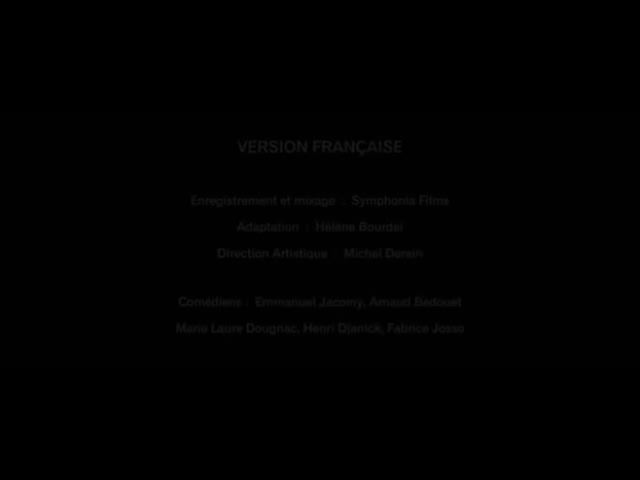 VERSION FRANÇAISE
Enregistrement et mixage : Symphonia Films
Adaptation : Hélène Bourdel
Direction Artistique : Michel Derain
Comédiens : Emmanuel Jacomy, Arnaud Bedouët
Marie Laure Dougnac, Henri Djanick, Fabrice Josso